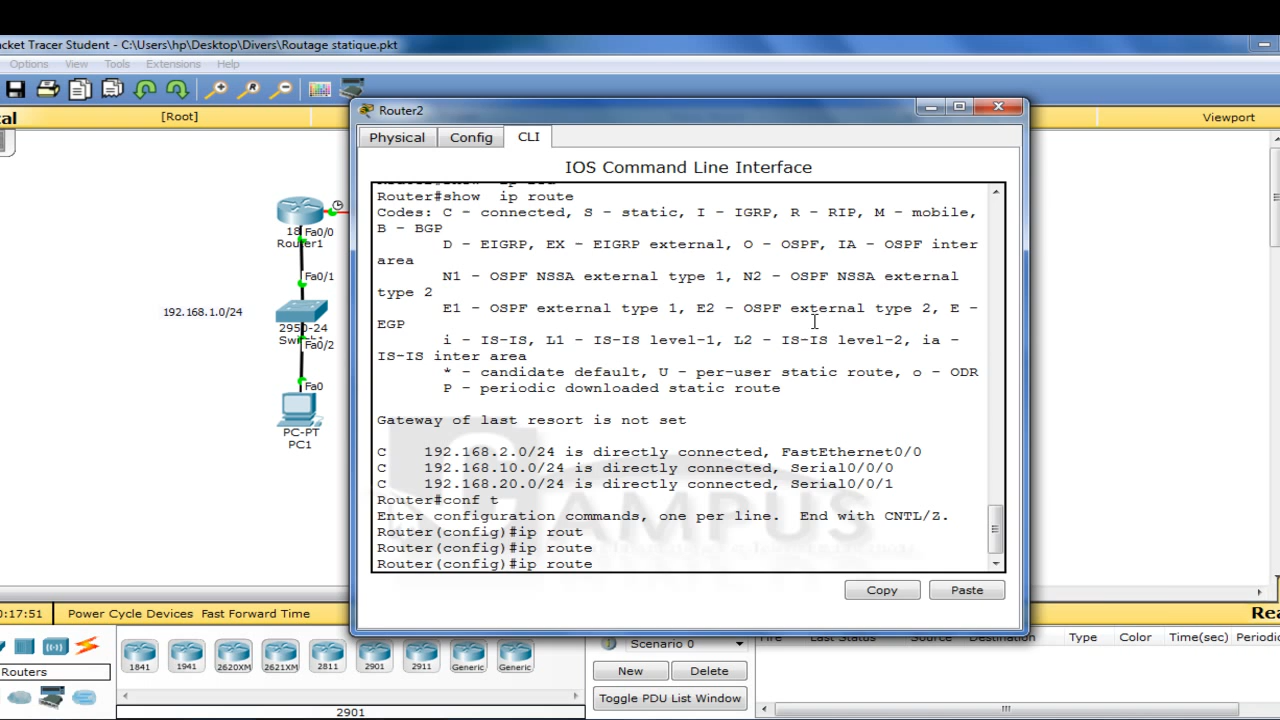 acket Tracer Student - C:\Users\hp\Desktop\Divers\Routage statique.pkt
Options View Tools Extensions Help
al [Root] Viewport
Router2
Physical Config CLI
IOS Command Line Interface
Router#show ip route
Codes: C - connected, S - static, I - IGRP, R - RIP, M - mobile,
B - BGP
D - EIGRP, EX - EIGRP external, O - OSPF, IA - OSPF inter
area
N1 - OSPF NSSA external type 1, N2 - OSPF NSSA external
type 2
E1 - OSPF external type 1, E2 - OSPF external type 2, E -
EGP
i - IS-IS, L1 - IS-IS level-1, L2 - IS-IS level-2, ia -
IS-IS inter area
* - candidate default, U - per-user static route, o - ODR
P - periodic downloaded static route
Gateway of last resort is not set
C 192.168.2.0/24 is directly connected, FastEthernet0/0
C 192.168.10.0/24 is directly connected, Serial0/0/0
C 192.168.20.0/24 is directly connected, Serial0/0/1
Router#conf t
Enter configuration commands, one per line. End with CNTL/Z.
Router(config)#ip rout
Router(config)#ip route
Router(config)#ip route
Copy Paste
18 Fa0/0
Router1
Fa0/1
192.168.1.0/24
2950-24
Fa0/2
Fa0
PC-PT
PC1
AMPUS
0:17:51 Power Cycle Devices Fast Forward Time Rea
Routers
1841 1941 2620XM 2621XM 2811 2901 2911 Generic Generic
2901
Scenario 0
New Delete
Toggle PDU List Window
Fire Last Status Source Destination Type Color Time(sec) Periodic